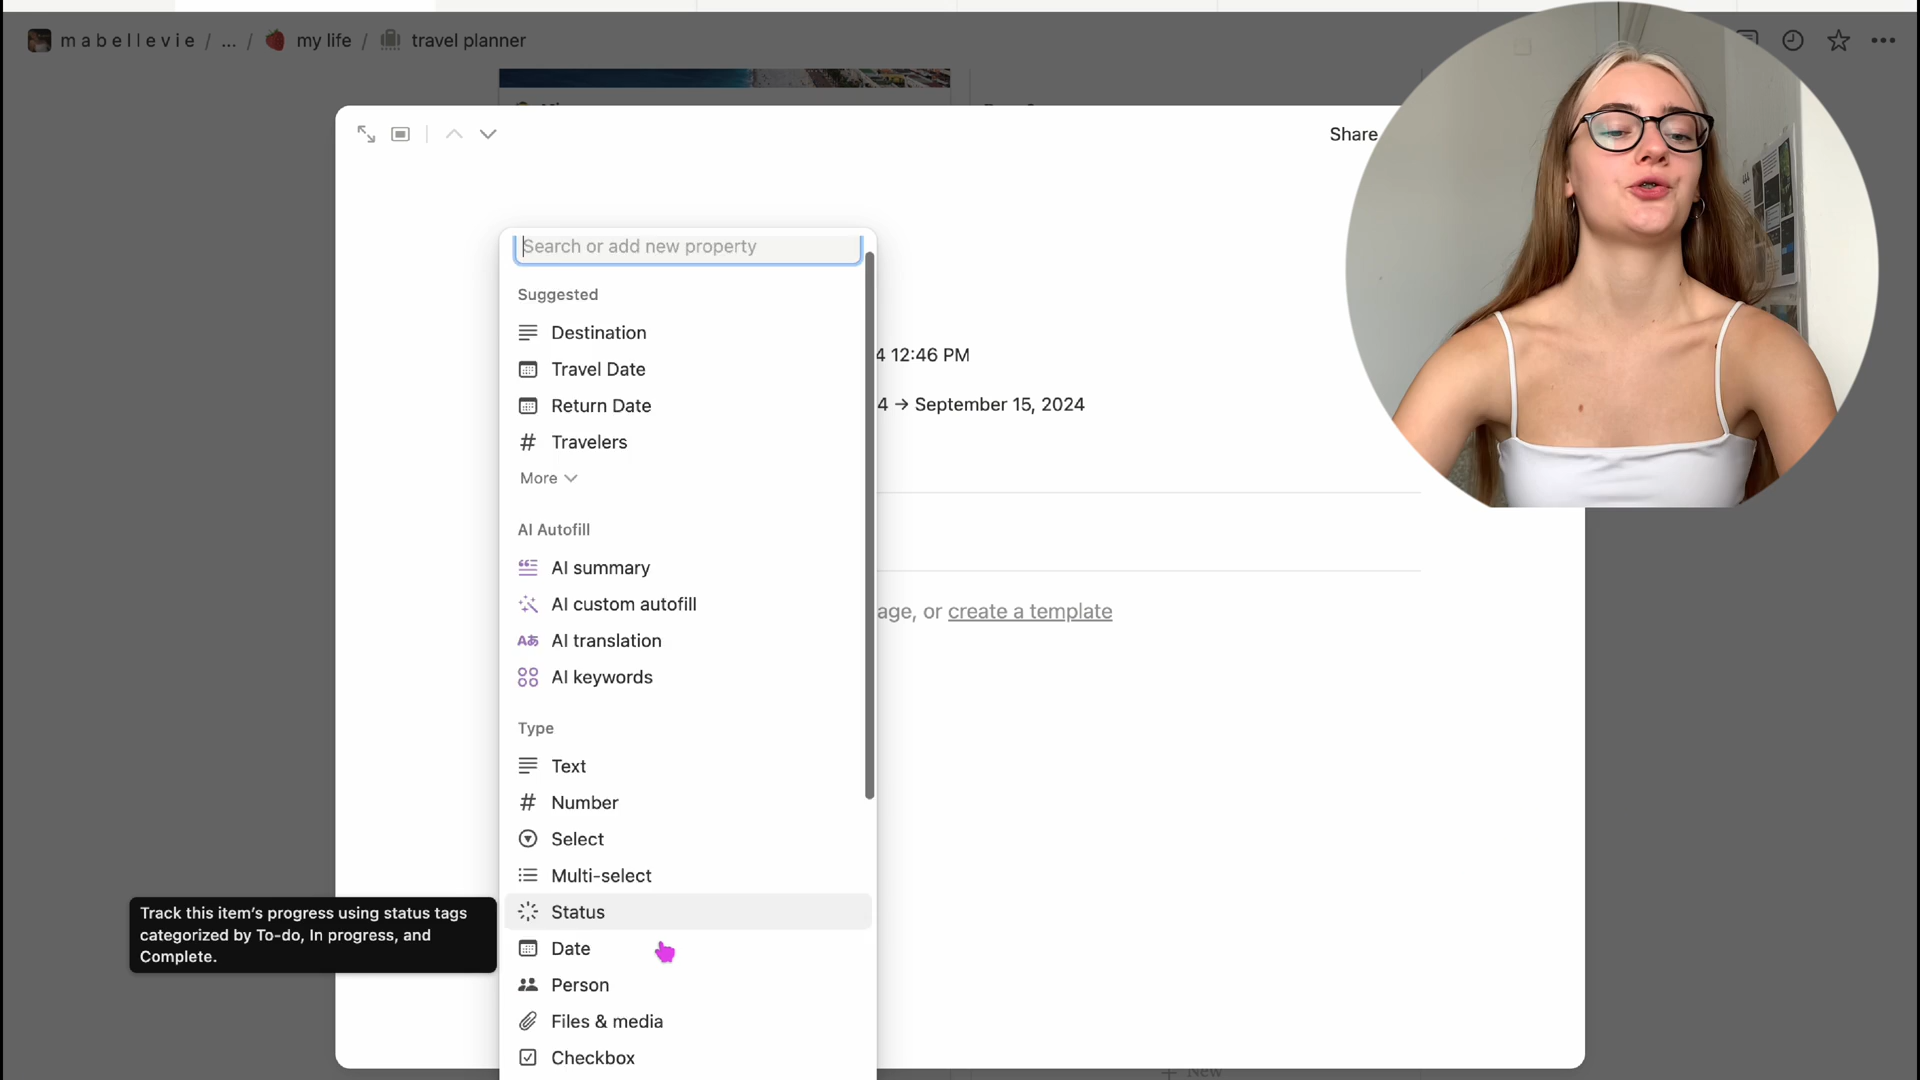 mabellevie / ... / my life / travel planner
Share
Search or add new property
Suggested
Destination
4 12:46 PM
Travel Date
Return Date
4 → September 15, 2024
# Travelers
More
AI Autofill
AI summary
AI custom autofill
age, or create a template
AI translation
AI keywords
Type
Text
# Number
Select
Multi-select
Status
Track this item's progress using status tags
categorized by To-do, In progress, and
Complete.
Date
Person
Files & media
Checkbox
+ New